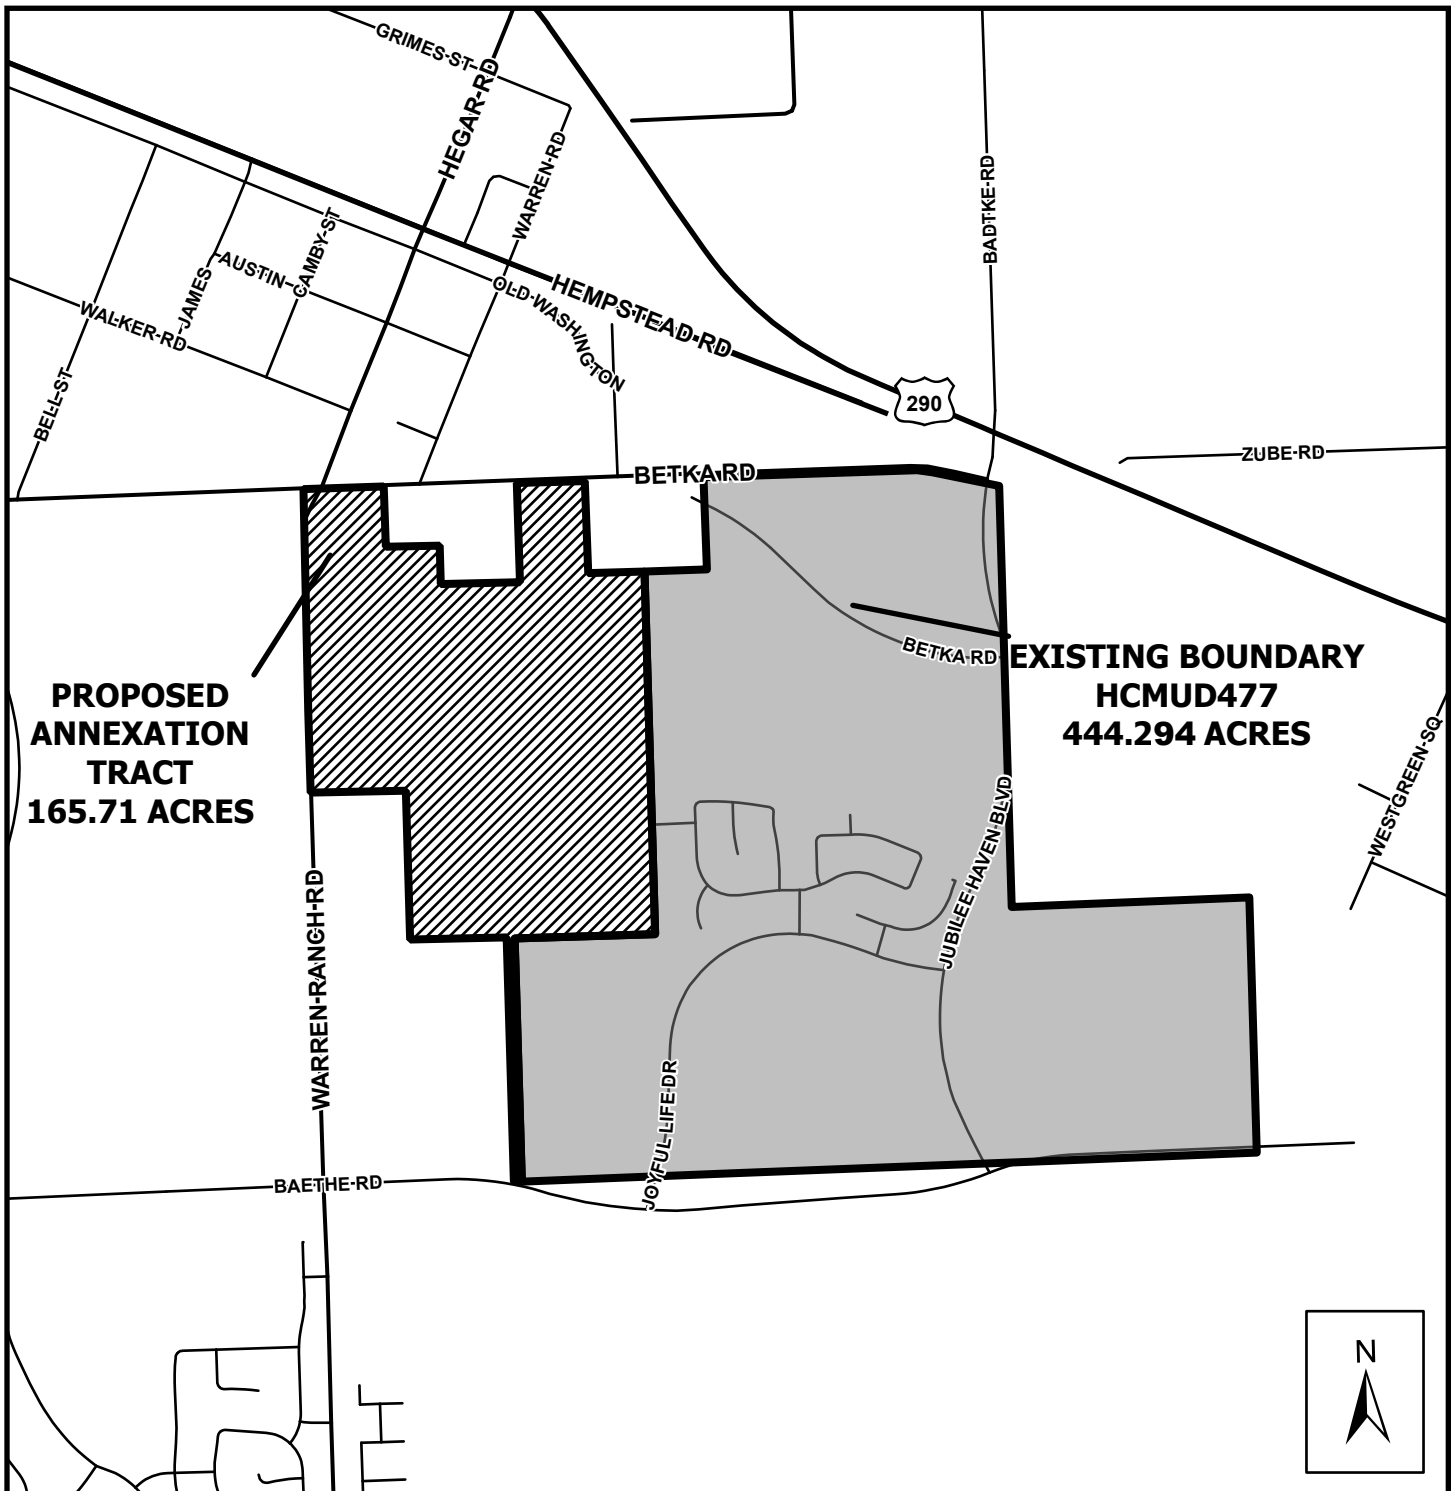 GRIMES ST
HEGAR RD
WARREN RD
BADTKE RD
CAMBY ST
AUSTIN
JAMES
OLD WASHINGTON
HEMPSTEAD RD
WALKER RD
BELL ST
290
ZUBE RD
BETKA RD
BETKA RD
EXISTING BOUNDARY
HCMUD477
444.294 ACRES
PROPOSED
ANNEXATION
TRACT
165.71 ACRES
WESTGREEN SQ
JUBILEE HAVEN BLVD
WARREN RANCH RD
JOYFUL LIFE DR
BAETHE RD
N